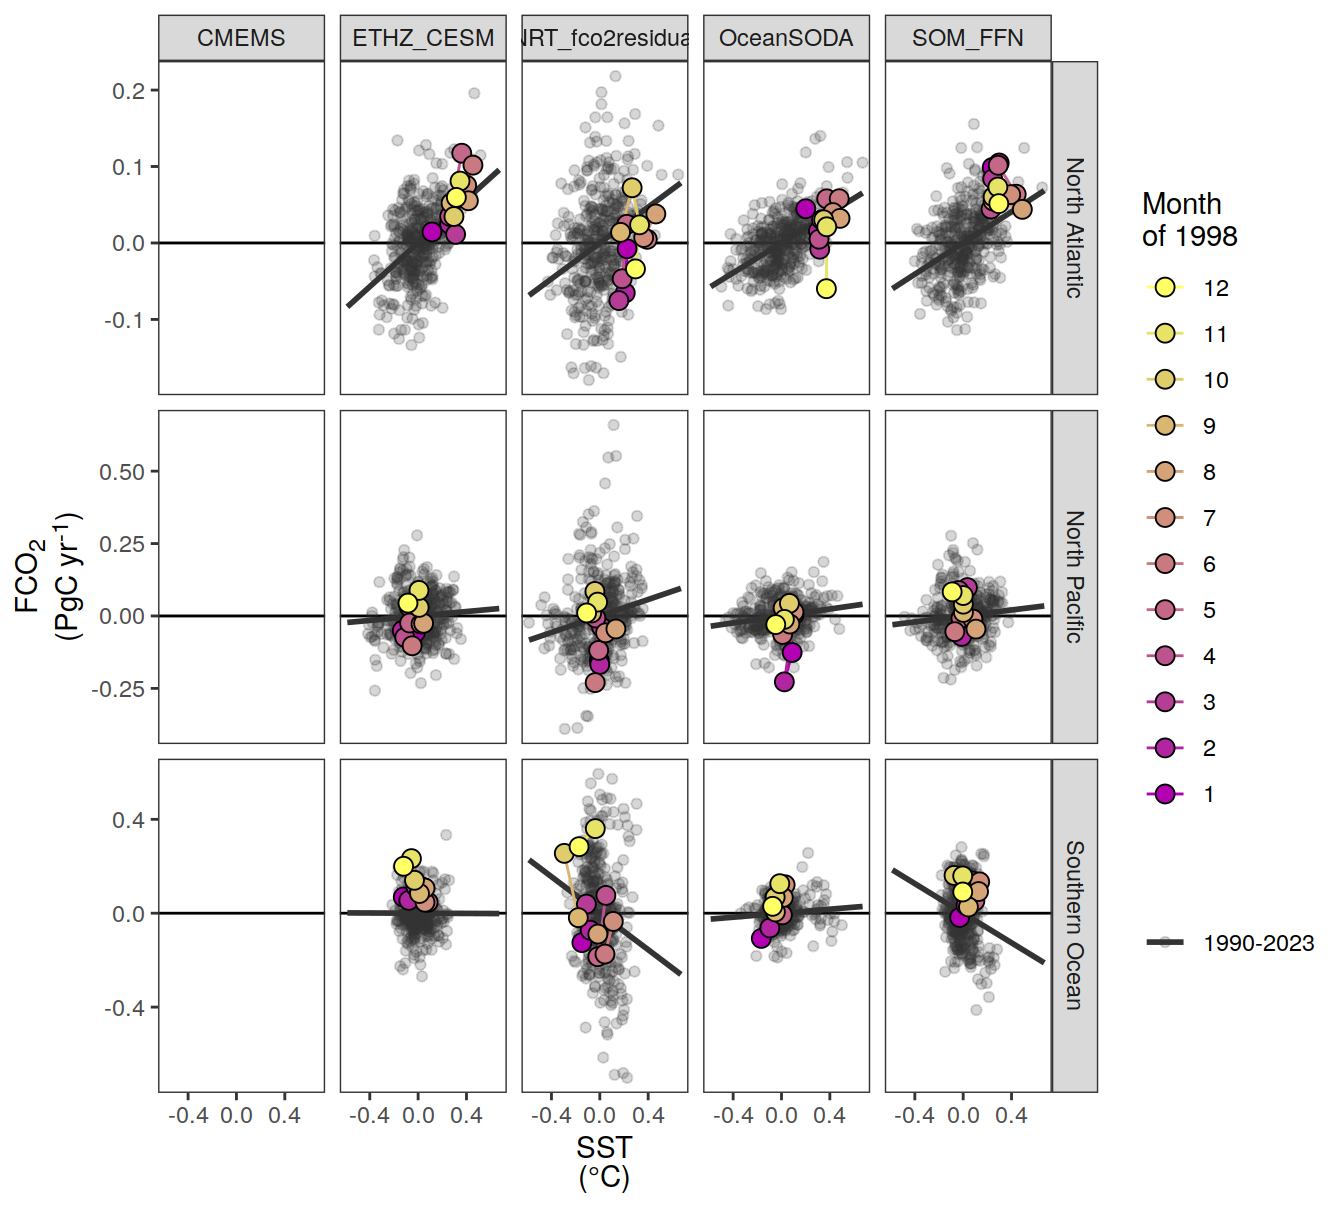 CMEMS
ETHZ_CESM
NRT_fco2residua
OceanSODA
SOM_FFN
0.2
0.1
0.0
-0.1
North Atlantic
0.50
0.25
0.00
-0.25
North Pacific
0.4
0.0
-0.4
Southern Ocean
FCO₂
(PgC yr⁻¹)
-0.4 0.0 0.4
-0.4 0.0 0.4
-0.4 0.0 0.4
-0.4 0.0 0.4
-0.4 0.0 0.4
SST
(°C)
Month
of 1998
12
11
10
9
8
7
6
5
4
3
2
1
1990-2023